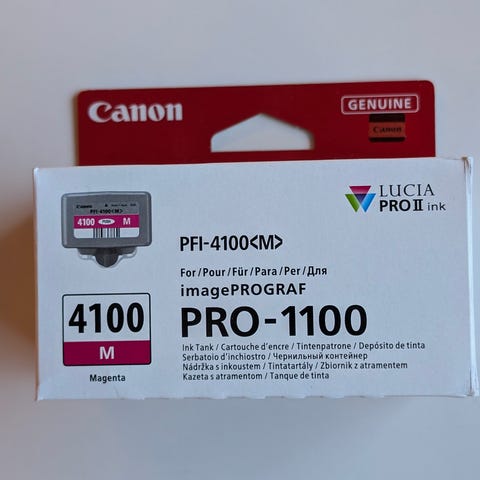 Canon
GENUINE
Canon
LUCIA
PRO II ink
Canon
PFI-4100<M>
4100 M
PFI-4100<M>
For / Pour / Für / Para / Per / Для
imagePROGRAF
PRO-1100
4100
M
Magenta
Ink Tank / Cartouche d'encre / Tintenpatrone / Depósito de tinta
Serbatoio d'inchiostro / Чернильный контейнер
Nádržka s inkoustem / Tintatartály / Zbiornik z atramentem
Kazeta s atramentom / Tanque de tinta